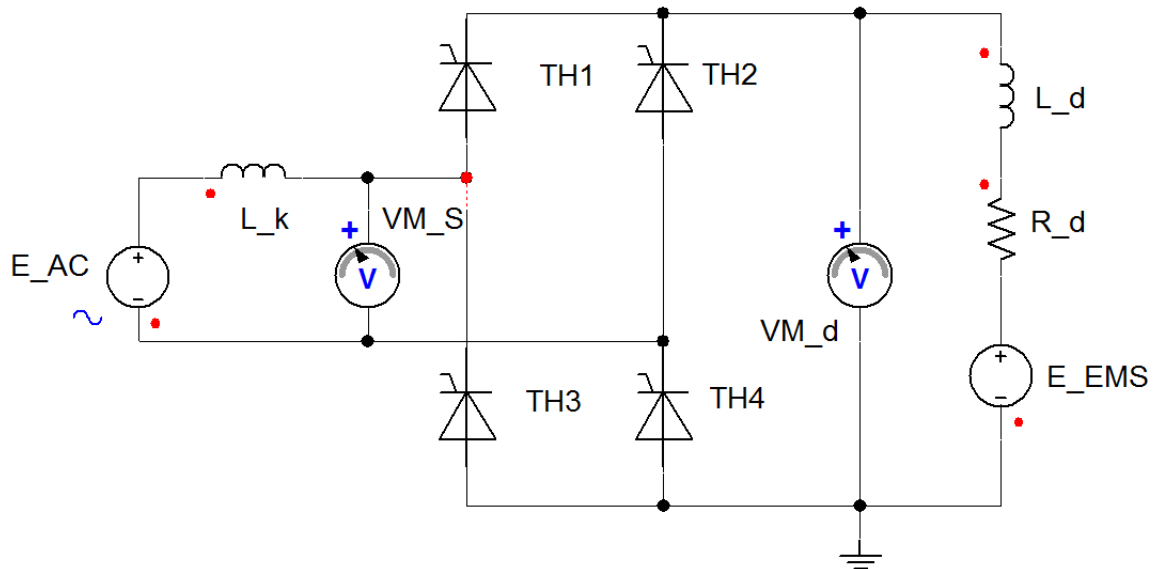 TH1
TH2
L_d
L_k
+
VM_S
R_d
E_AC
+
−
V
+
V
VM_d
+
−
E_EMS
TH3
TH4